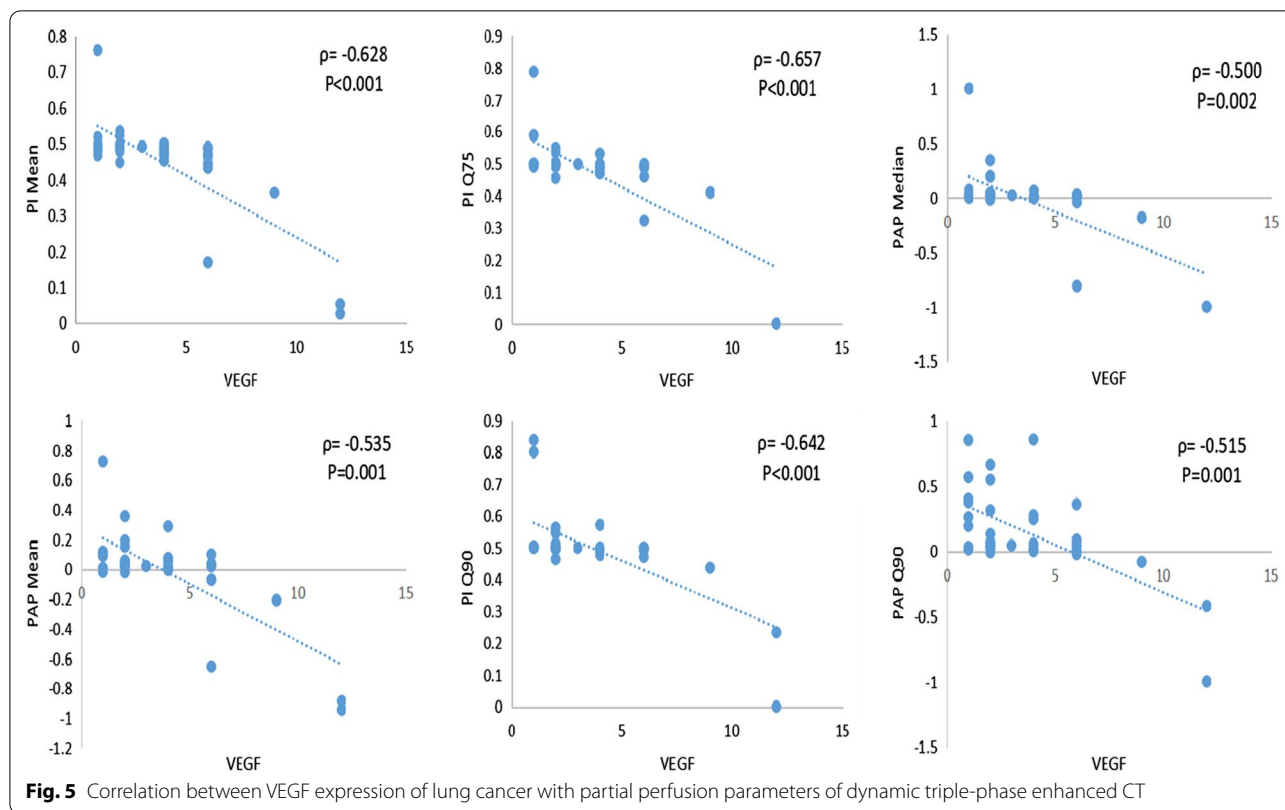 0.8
0.7
0.6
0.5
0.4
0.3
0.2
0.1
0
PI Mean
ρ= -0.628
P<0.001
0 5 10 15
VEGF
0.9
0.8
0.7
0.6
0.5
0.4
0.3
0.2
0.1
0
PI Q75
ρ= -0.657
P<0.001
0 5 10 15
VEGF
1.5
1
0.5
0
-0.5
-1
-1.5
PAP Median
ρ= -0.500
P=0.002
0 5 10 15
VEGF
1
0.8
0.6
0.4
0.2
0
-0.2
-0.4
-0.6
-0.8
-1
-1.2
PAP Mean
ρ= -0.535
P=0.001
0 5 10 15
VEGF
0.9
0.8
0.7
0.6
0.5
0.4
0.3
0.2
0.1
0
PI Q90
ρ= -0.642
P<0.001
0 5 10 15
VEGF
1
0.5
0
-0.5
-1
-1.5
PAP Q90
ρ= -0.515
P=0.001
0 5 10 15
VEGF
Fig. 5 Correlation between VEGF expression of lung cancer with partial perfusion parameters of dynamic triple-phase enhanced CT